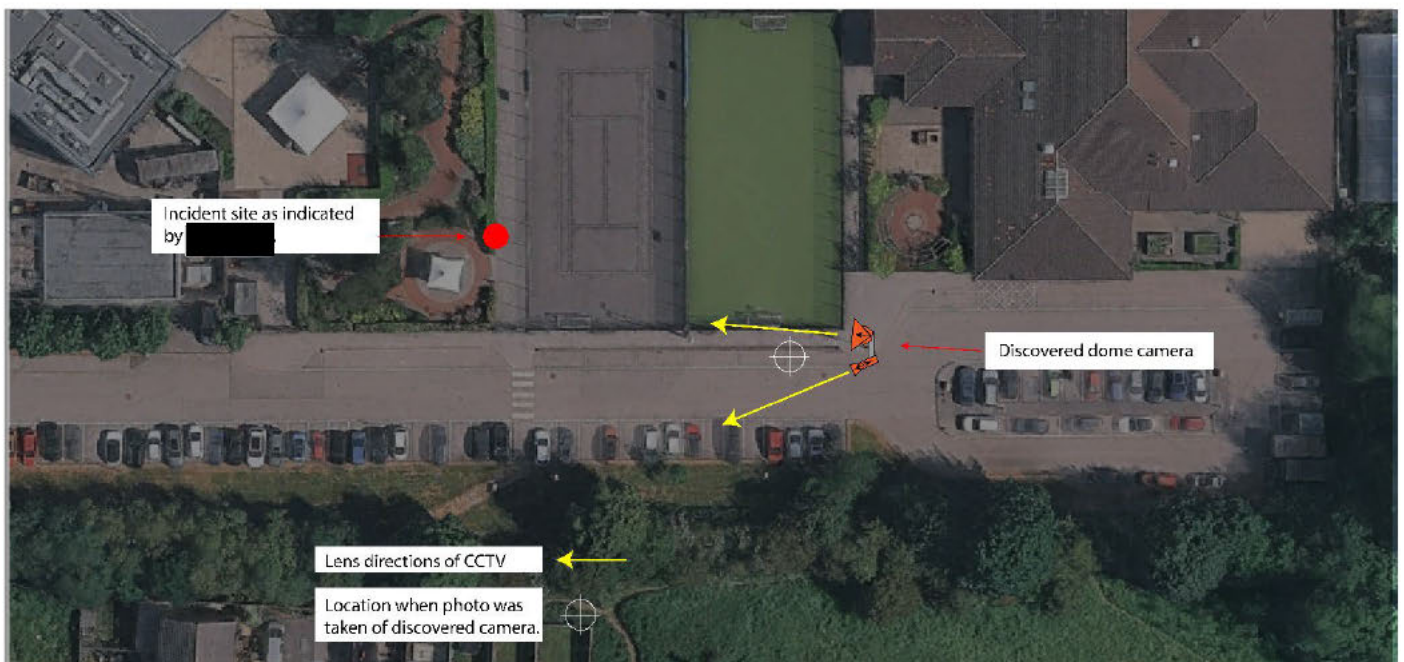 Incident site as indicated
by .
Discovered dome camera
Lens directions of CCTV
Location when photo was
taken of discovered camera.